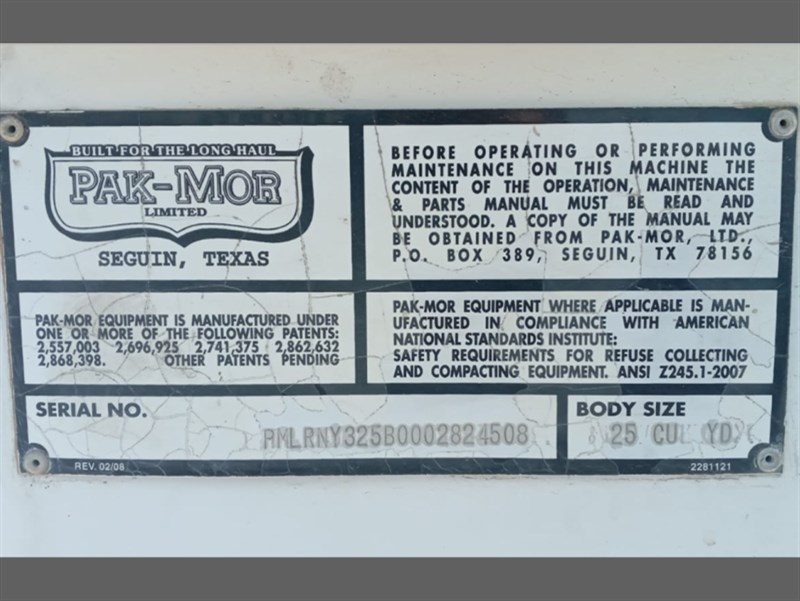 BUILT FOR THE LONG HAUL
PAK-MOR
LIMITED
SEGUIN, TEXAS
BEFORE OPERATING OR PERFORMING
MAINTENANCE ON THIS MACHINE THE
CONTENT OF THE OPERATION, MAINTENANCE
& PARTS MANUAL MUST BE READ AND
UNDERSTOOD. A COPY OF THE MANUAL MAY
BE OBTAINED FROM PAK-MOR, LTD.,
P.O. BOX 389, SEGUIN, TX 78156
PAK-MOR EQUIPMENT IS MANUFACTURED UNDER
ONE OR MORE OF THE FOLLOWING PATENTS:
2,557,003 2,696,925 2,741,375 2,862,632
2,868,398. OTHER PATENTS PENDING
PAK-MOR EQUIPMENT WHERE APPLICABLE IS MAN-
UFACTURED IN COMPLIANCE WITH AMERICAN
NATIONAL STANDARDS INSTITUTE:
SAFETY REQUIREMENTS FOR REFUSE COLLECTING
AND COMPACTING EQUIPMENT. ANSI Z245.1-2007
SERIAL NO.
PMLRNY325B0002824508
BODY SIZE
25 CU YD.
REV. 02/08
2281121